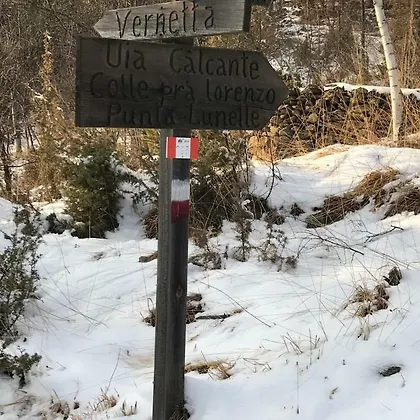 Vernetta
Via Calcante
Colle prà lorenzo
Punta Lunelle